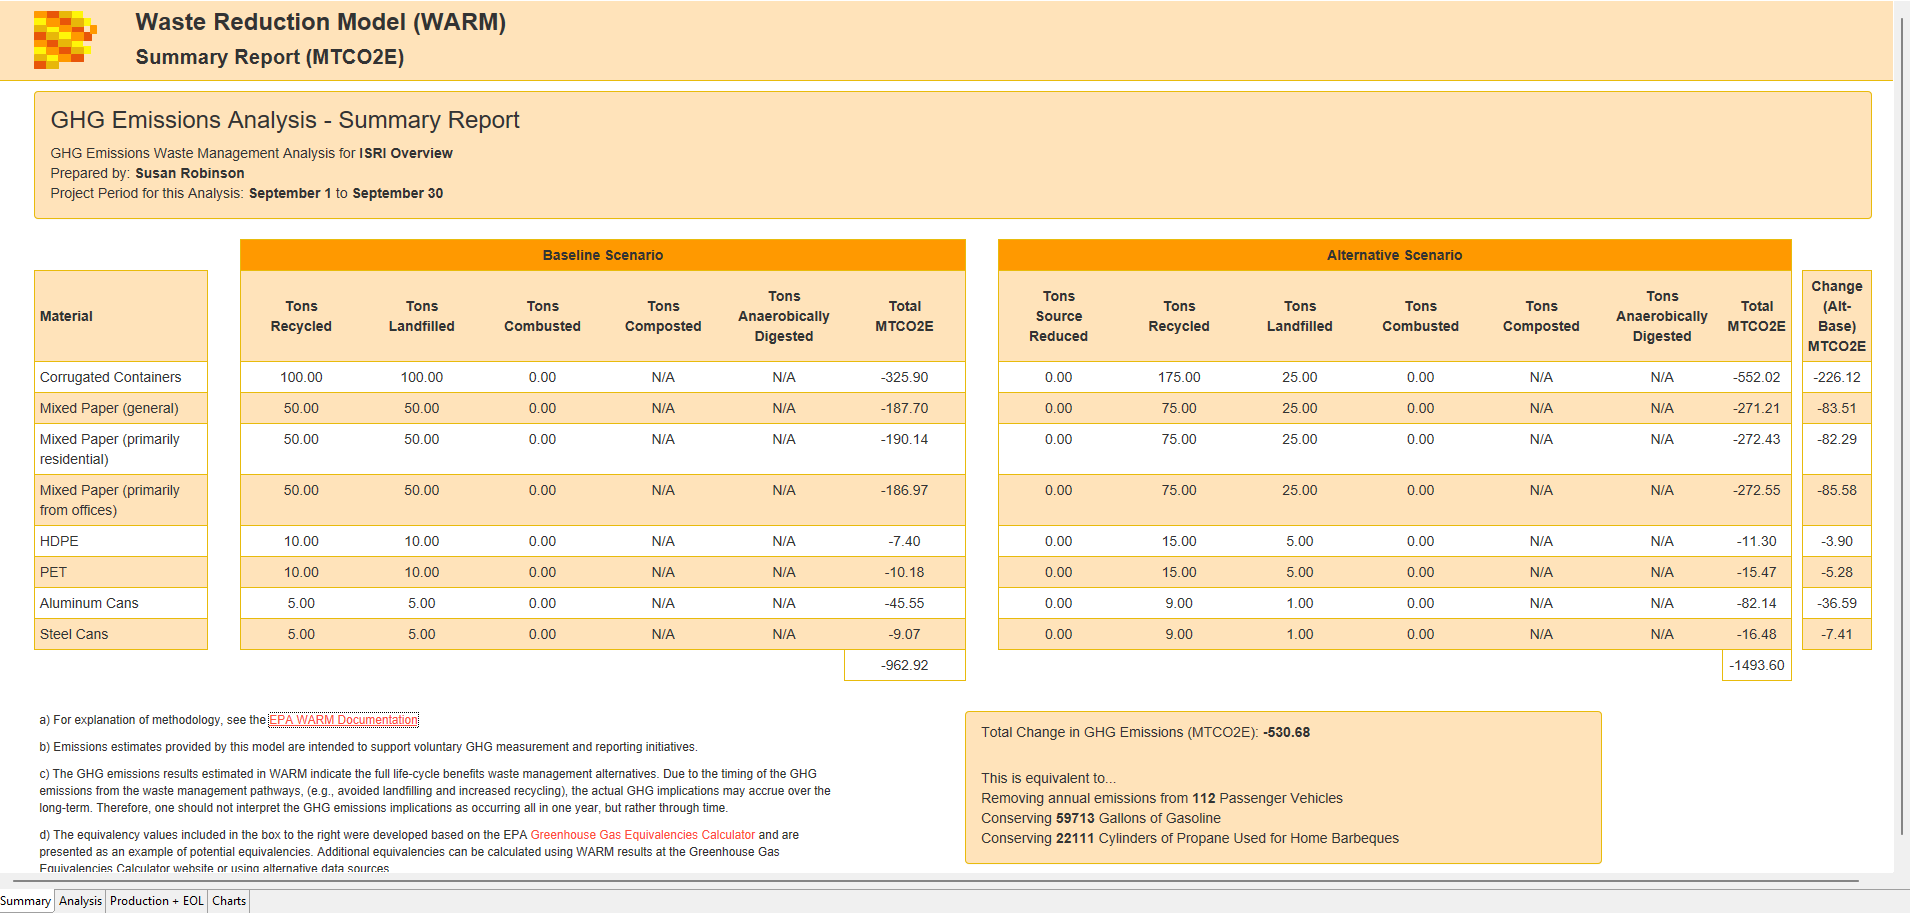 Waste Reduction Model (WARM)
Summary Report (MTCO2E)
GHG Emissions Analysis - Summary Report
GHG Emissions Waste Management Analysis for ISRI Overview
Prepared by: Susan Robinson
Project Period for this Analysis: September 1 to September 30
Baseline Scenario
Alternative Scenario
Material
Tons Recycled
Tons Landfilled
Tons Combusted
Tons Composted
Tons Anaerobically Digested
Total MTCO2E
Tons Source Reduced
Tons Recycled
Tons Landfilled
Tons Combusted
Tons Composted
Tons Anaerobically Digested
Total MTCO2E
Change (Alt-Base) MTCO2E
Corrugated Containers 100.00 100.00 0.00 N/A N/A -325.90 0.00 175.00 25.00 0.00 N/A N/A -552.02 -226.12
Mixed Paper (general) 50.00 50.00 0.00 N/A N/A -187.70 0.00 75.00 25.00 0.00 N/A N/A -271.21 -83.51
Mixed Paper (primarily residential) 50.00 50.00 0.00 N/A N/A -190.14 0.00 75.00 25.00 0.00 N/A N/A -272.43 -82.29
Mixed Paper (primarily from offices) 50.00 50.00 0.00 N/A N/A -186.97 0.00 75.00 25.00 0.00 N/A N/A -272.55 -85.58
HDPE 10.00 10.00 0.00 N/A N/A -7.40 0.00 15.00 5.00 0.00 N/A N/A -11.30 -3.90
PET 10.00 10.00 0.00 N/A N/A -10.18 0.00 15.00 5.00 0.00 N/A N/A -15.47 -5.28
Aluminum Cans 5.00 5.00 0.00 N/A N/A -45.55 0.00 9.00 1.00 0.00 N/A N/A -82.14 -36.59
Steel Cans 5.00 5.00 0.00 N/A N/A -9.07 0.00 9.00 1.00 0.00 N/A N/A -16.48 -7.41
-962.92 -1493.60
a) For explanation of methodology, see the EPA WARM Documentation
b) Emissions estimates provided by this model are intended to support voluntary GHG measurement and reporting initiatives.
c) The GHG emissions results estimated in WARM indicate the full life-cycle benefits waste management alternatives. Due to the timing of the GHG
emissions from the waste management pathways, (e.g., avoided landfilling and increased recycling), the actual GHG implications may accrue over the
long-term. Therefore, one should not interpret the GHG emissions implications as occurring all in one year, but rather through time.
d) The equivalency values included in the box to the right were developed based on the EPA Greenhouse Gas Equivalencies Calculator and are
presented as an example of potential equivalencies. Additional equivalencies can be calculated using WARM results at the Greenhouse Gas
Equivalencies Calculator website or using alternative data sources
Total Change in GHG Emissions (MTCO2E): -530.68
This is equivalent to...
Removing annual emissions from 112 Passenger Vehicles
Conserving 59713 Gallons of Gasoline
Conserving 22111 Cylinders of Propane Used for Home Barbeques
Summary Analysis Production + EOL Charts